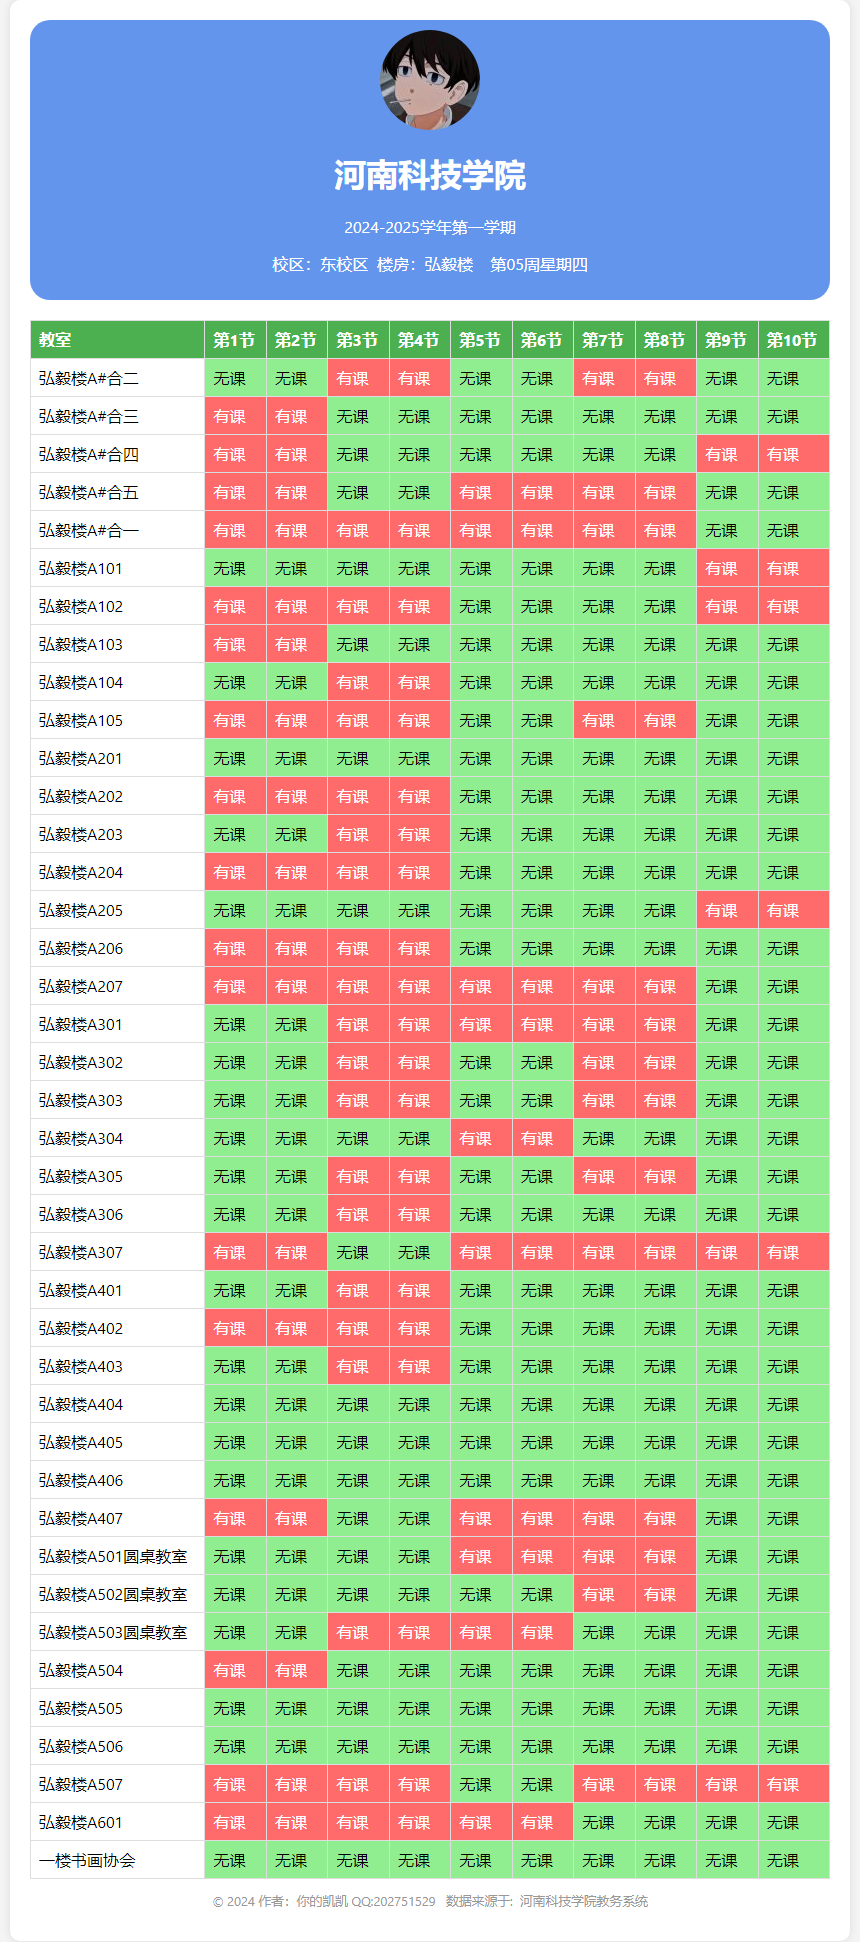 河南科技学院
2024-2025学年第一学期
校区：东校区 楼房：弘毅楼 第05周星期四
教室 第1节 第2节 第3节 第4节 第5节 第6节 第7节 第8节 第9节 第10节
弘毅楼A#合二 无课 无课 有课 有课 无课 无课 有课 有课 无课 无课
弘毅楼A#合三 有课 有课 无课 无课 无课 无课 无课 无课 无课 无课
弘毅楼A#合四 有课 有课 无课 无课 无课 无课 无课 无课 有课 有课
弘毅楼A#合五 有课 有课 无课 无课 有课 有课 有课 有课 无课 无课
弘毅楼A#合一 有课 有课 有课 有课 有课 有课 有课 有课 无课 无课
弘毅楼A101 无课 无课 无课 无课 无课 无课 无课 无课 有课 有课
弘毅楼A102 有课 有课 有课 有课 无课 无课 无课 无课 有课 有课
弘毅楼A103 有课 有课 无课 无课 无课 无课 无课 无课 无课 无课
弘毅楼A104 无课 无课 有课 有课 无课 无课 无课 无课 无课 无课
弘毅楼A105 有课 有课 有课 有课 无课 无课 有课 有课 无课 无课
弘毅楼A201 无课 无课 无课 无课 无课 无课 无课 无课 无课 无课
弘毅楼A202 有课 有课 有课 有课 无课 无课 无课 无课 无课 无课
弘毅楼A203 无课 无课 有课 有课 无课 无课 无课 无课 无课 无课
弘毅楼A204 有课 有课 有课 有课 无课 无课 无课 无课 无课 无课
弘毅楼A205 无课 无课 无课 无课 无课 无课 无课 无课 有课 有课
弘毅楼A206 有课 有课 有课 有课 无课 无课 无课 无课 无课 无课
弘毅楼A207 有课 有课 有课 有课 有课 有课 有课 有课 无课 无课
弘毅楼A301 无课 无课 有课 有课 有课 有课 有课 有课 无课 无课
弘毅楼A302 无课 无课 有课 有课 无课 无课 有课 有课 无课 无课
弘毅楼A303 无课 无课 有课 有课 无课 无课 有课 有课 无课 无课
弘毅楼A304 无课 无课 无课 无课 有课 有课 无课 无课 无课 无课
弘毅楼A305 无课 无课 有课 有课 无课 无课 有课 有课 无课 无课
弘毅楼A306 无课 无课 有课 有课 无课 无课 无课 无课 无课 无课
弘毅楼A307 有课 有课 无课 无课 有课 有课 有课 有课 有课 有课
弘毅楼A401 无课 无课 有课 有课 无课 无课 无课 无课 无课 无课
弘毅楼A402 有课 有课 有课 有课 无课 无课 无课 无课 无课 无课
弘毅楼A403 无课 无课 有课 有课 无课 无课 无课 无课 无课 无课
弘毅楼A404 无课 无课 无课 无课 无课 无课 无课 无课 无课 无课
弘毅楼A405 无课 无课 无课 无课 无课 无课 无课 无课 无课 无课
弘毅楼A406 无课 无课 无课 无课 无课 无课 无课 无课 无课 无课
弘毅楼A407 有课 有课 无课 无课 有课 有课 有课 有课 无课 无课
弘毅楼A501圆桌教室 无课 无课 无课 无课 有课 有课 有课 有课 无课 无课
弘毅楼A502圆桌教室 无课 无课 无课 无课 无课 无课 有课 有课 无课 无课
弘毅楼A503圆桌教室 无课 无课 有课 有课 有课 有课 无课 无课 无课 无课
弘毅楼A504 有课 有课 无课 无课 无课 无课 无课 无课 无课 无课
弘毅楼A505 无课 无课 无课 无课 无课 无课 无课 无课 无课 无课
弘毅楼A506 无课 无课 无课 无课 无课 无课 无课 无课 无课 无课
弘毅楼A507 有课 有课 有课 有课 无课 无课 有课 有课 有课 有课
弘毅楼A601 有课 有课 有课 有课 有课 有课 无课 无课 无课 无课
一楼书画协会 无课 无课 无课 无课 无课 无课 无课 无课 无课 无课
© 2024 作者：你的凯凯 QQ:202751529 数据来源于：河南科技学院教务系统